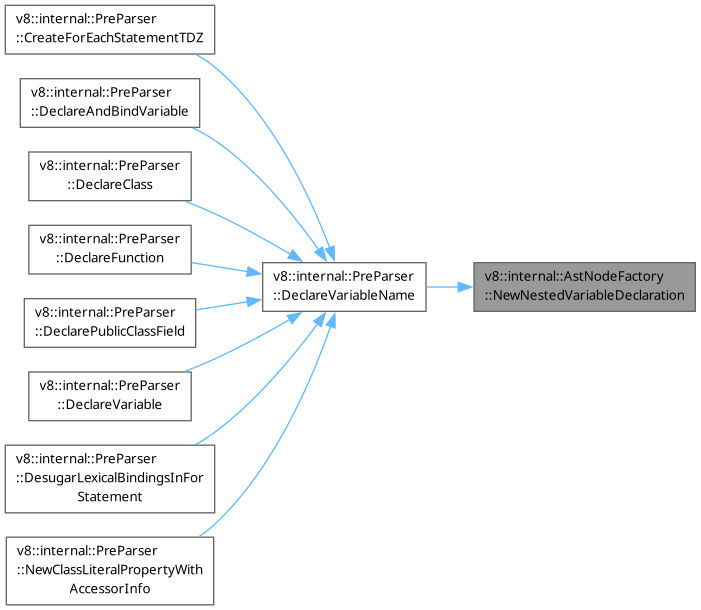 v8::internal::PreParser
::CreateForEachStatementTDZ
v8::internal::PreParser
::DeclareAndBindVariable
v8::internal::PreParser
::DeclareClass
v8::internal::PreParser
::DeclareFunction
v8::internal::PreParser
::DeclarePublicClassField
v8::internal::PreParser
::DeclareVariable
v8::internal::PreParser
::DesugarLexicalBindingsInFor
Statement
v8::internal::PreParser
::NewClassLiteralPropertyWith
AccessorInfo
v8::internal::PreParser
::DeclareVariableName
v8::internal::AstNodeFactory
::NewNestedVariableDeclaration